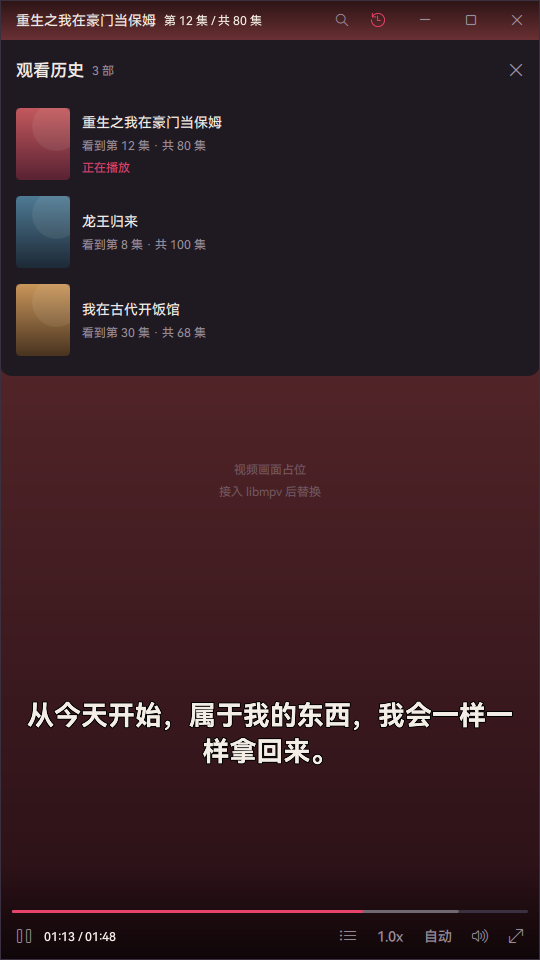 重生之我在豪门当保姆 第 12 集 / 共 80 集
观看历史 3 部
重生之我在豪门当保姆
看到第 12 集 · 共 80 集
正在播放
龙王归来
看到第 8 集 · 共 100 集
我在古代开饭馆
看到第 30 集 · 共 68 集
视频画面占位
接入 libmpv 后替换
从今天开始，属于我的东西，我会一样一
样拿回来。
01:13 / 01:48 1.0x 自动